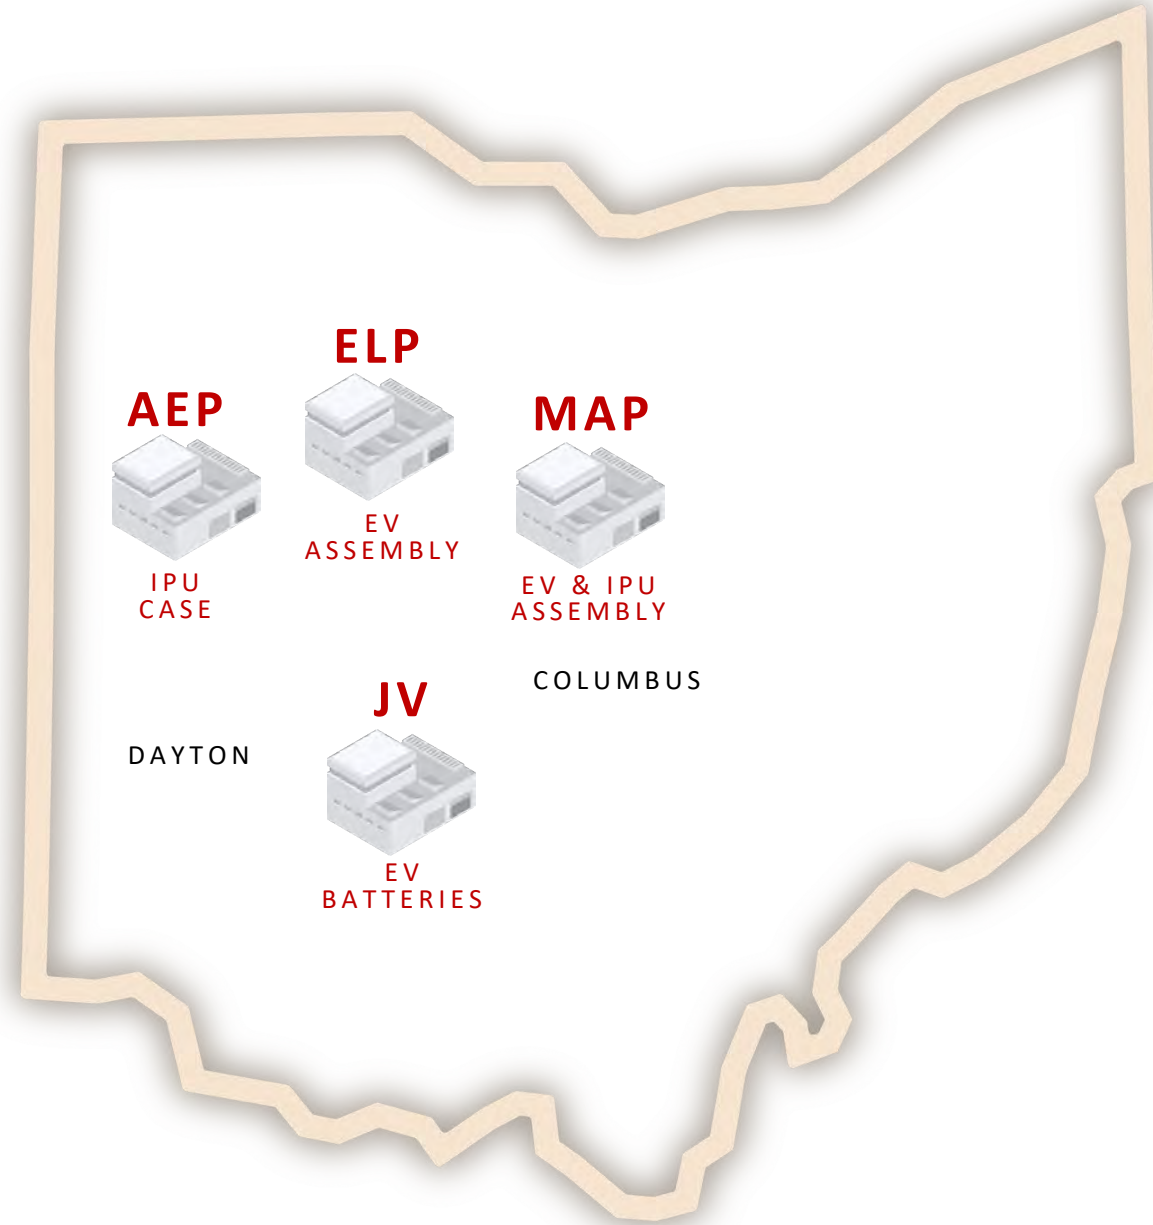 ELP
EV
ASSEMBLY
AEP
IPU
CASE
MAP
EV & IPU
ASSEMBLY
COLUMBUS
JV
EV
BATTERIES
DAYTON